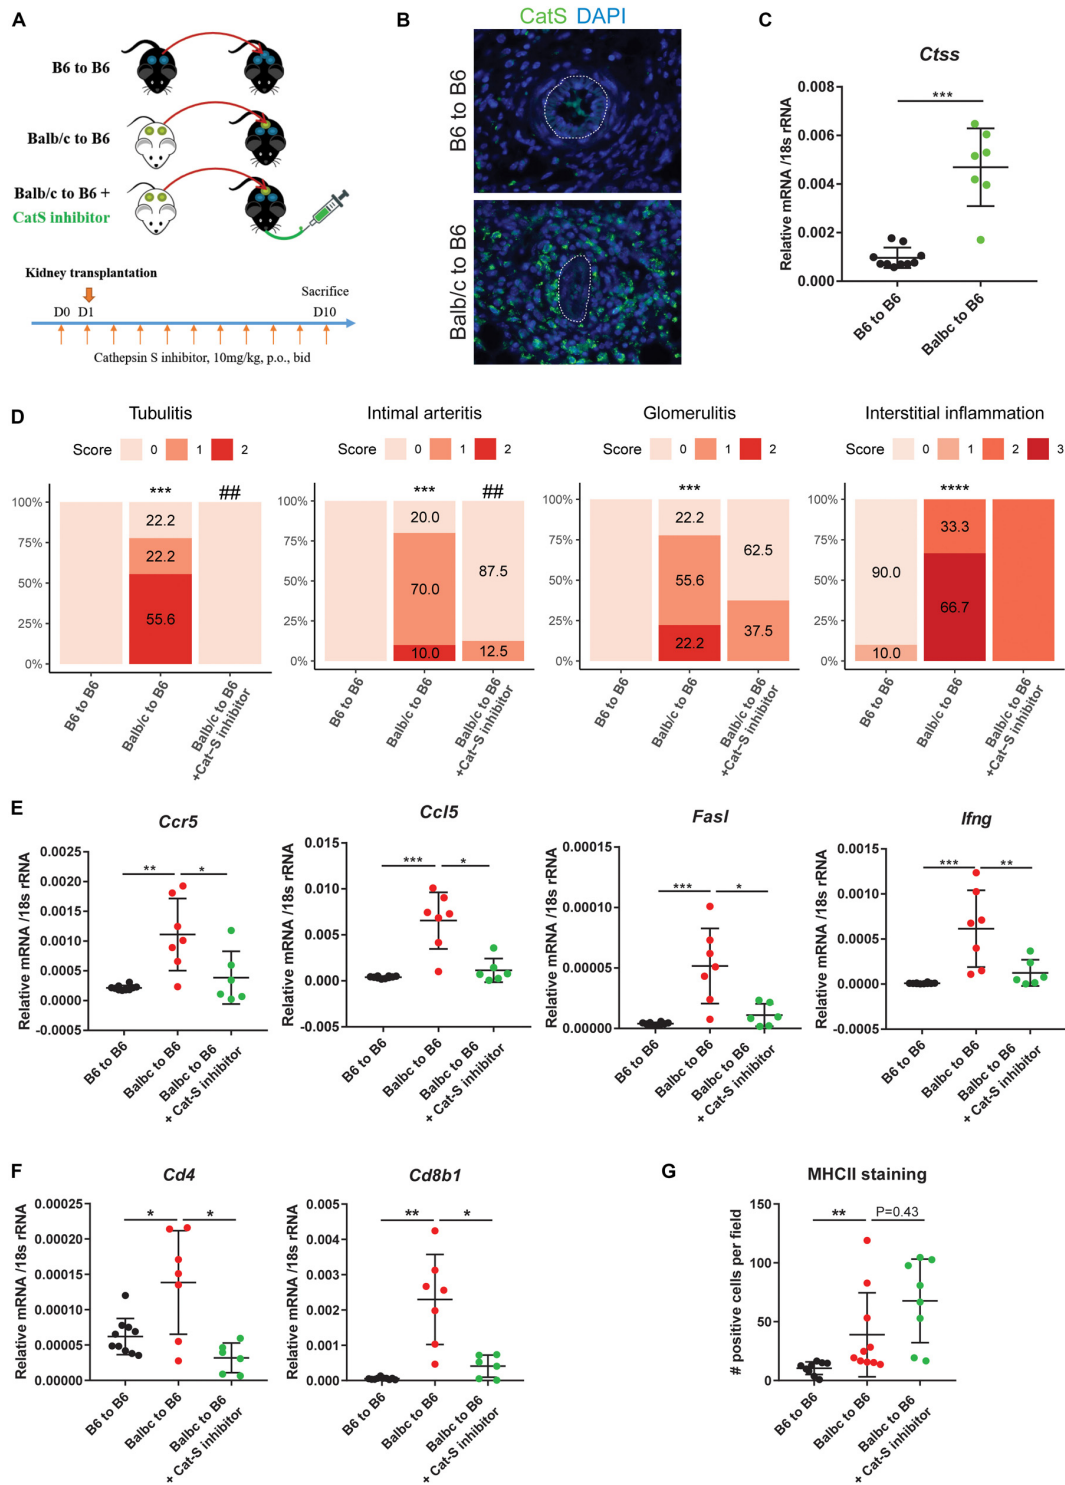 A
B6 to B6
Balb/c to B6
Balb/c to B6 +
CatS inhibitor
Kidney transplantation
Sacrifice
D0 D1 D10
Cathepsin S inhibitor, 10mg/kg, p.o., bid
B
CatS DAPI
B6 to B6
Balb/c to B6
C
Ctss
Relative mRNA /18s rRNA
0.008
0.006
0.004
0.002
0.000
***
B6 to B6
Balbc to B6
D
Tubulitis
Score 0 1 2
100%
75%
50%
25%
0%
***
##
22.2
22.2
55.6
B6 to B6
Balb/c to B6
Balb/c to B6
+Cat-S inhibitor
Intimal arteritis
Score 0 1 2
100%
75%
50%
25%
0%
***
##
20.0
70.0
10.0
87.5
12.5
B6 to B6
Balb/c to B6
Balb/c to B6
+Cat-S inhibitor
Glomerulitis
Score 0 1 2
100%
75%
50%
25%
0%
***
22.2
55.6
22.2
62.5
37.5
B6 to B6
Balb/c to B6
Balb/c to B6
+Cat-S inhibitor
Interstitial inflammation
Score 0 1 2 3
100%
75%
50%
25%
0%
****
90.0
10.0
33.3
66.7
B6 to B6
Balb/c to B6
Balb/c to B6
+Cat-S inhibitor
E
Ccr5
Relative mRNA /18s rRNA
0.0025
0.0020
0.0015
0.0010
0.0005
0.0000
-0.0005
**
*
B6 to B6
Balbc to B6
Balbc to B6
+ Cat-S inhibitor
Ccl5
Relative mRNA /18s rRNA
0.015
0.010
0.005
0.000
-0.005
***
*
B6 to B6
Balbc to B6
Balbc to B6
+ Cat-S inhibitor
Fasl
Relative mRNA /18s rRNA
0.00015
0.00010
0.00005
0.00000
***
*
B6 to B6
Balbc to B6
Balbc to B6
+ Cat-S inhibitor
Ifng
Relative mRNA /18s rRNA
0.0015
0.0010
0.0005
0.0000
-0.0005
***
**
B6 to B6
Balbc to B6
Balbc to B6
+ Cat-S inhibitor
F
Cd4
Relative mRNA /18s rRNA
0.00025
0.00020
0.00015
0.00010
0.00005
0.00000
*
*
B6 to B6
Balbc to B6
Balbc to B6
+ Cat-S inhibitor
Cd8b1
Relative mRNA /18s rRNA
0.005
0.004
0.003
0.002
0.001
0.000
**
*
B6 to B6
Balbc to B6
Balbc to B6
+ Cat-S inhibitor
G
MHCII staining
# positive cells per field
150
100
50
0
**
P=0.43
B6 to B6
Balbc to B6
Balbc to B6
+ Cat-S inhibitor